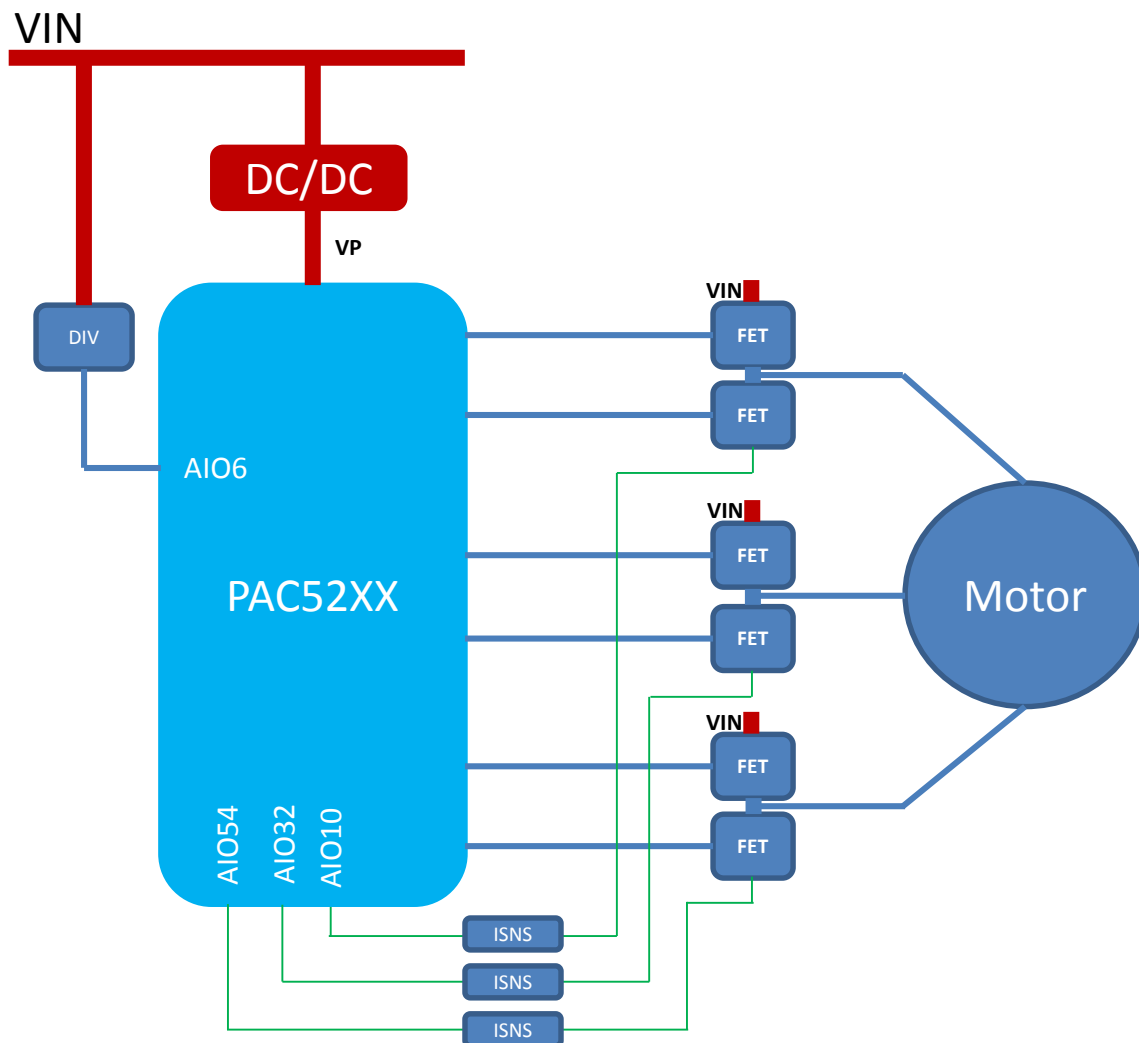 VIN
DC/DC
VP
VIN
FET
DIV
FET
AIO6
VIN
FET
PAC52XX
Motor
FET
VIN
FET
AIO54
AIO32
AIO10
FET
ISNS
ISNS
ISNS